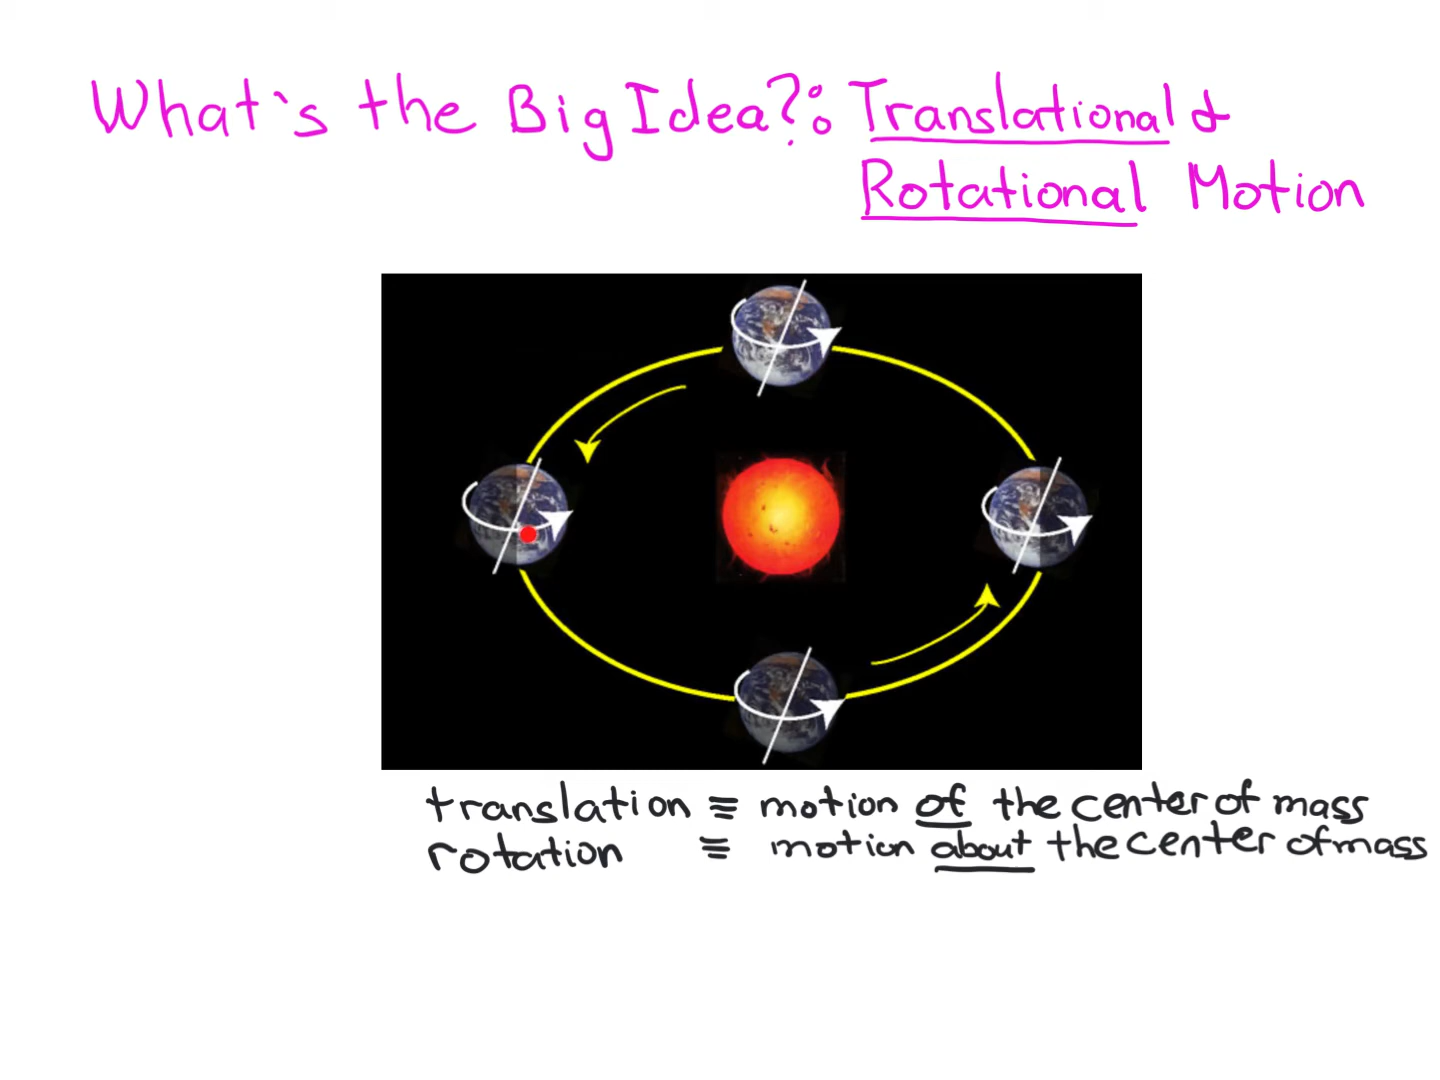 What's the Big Idea?: Translational &
Rotational Motion
translation ≡ motion of the center of mass
rotation ≡ motion about the center of mass